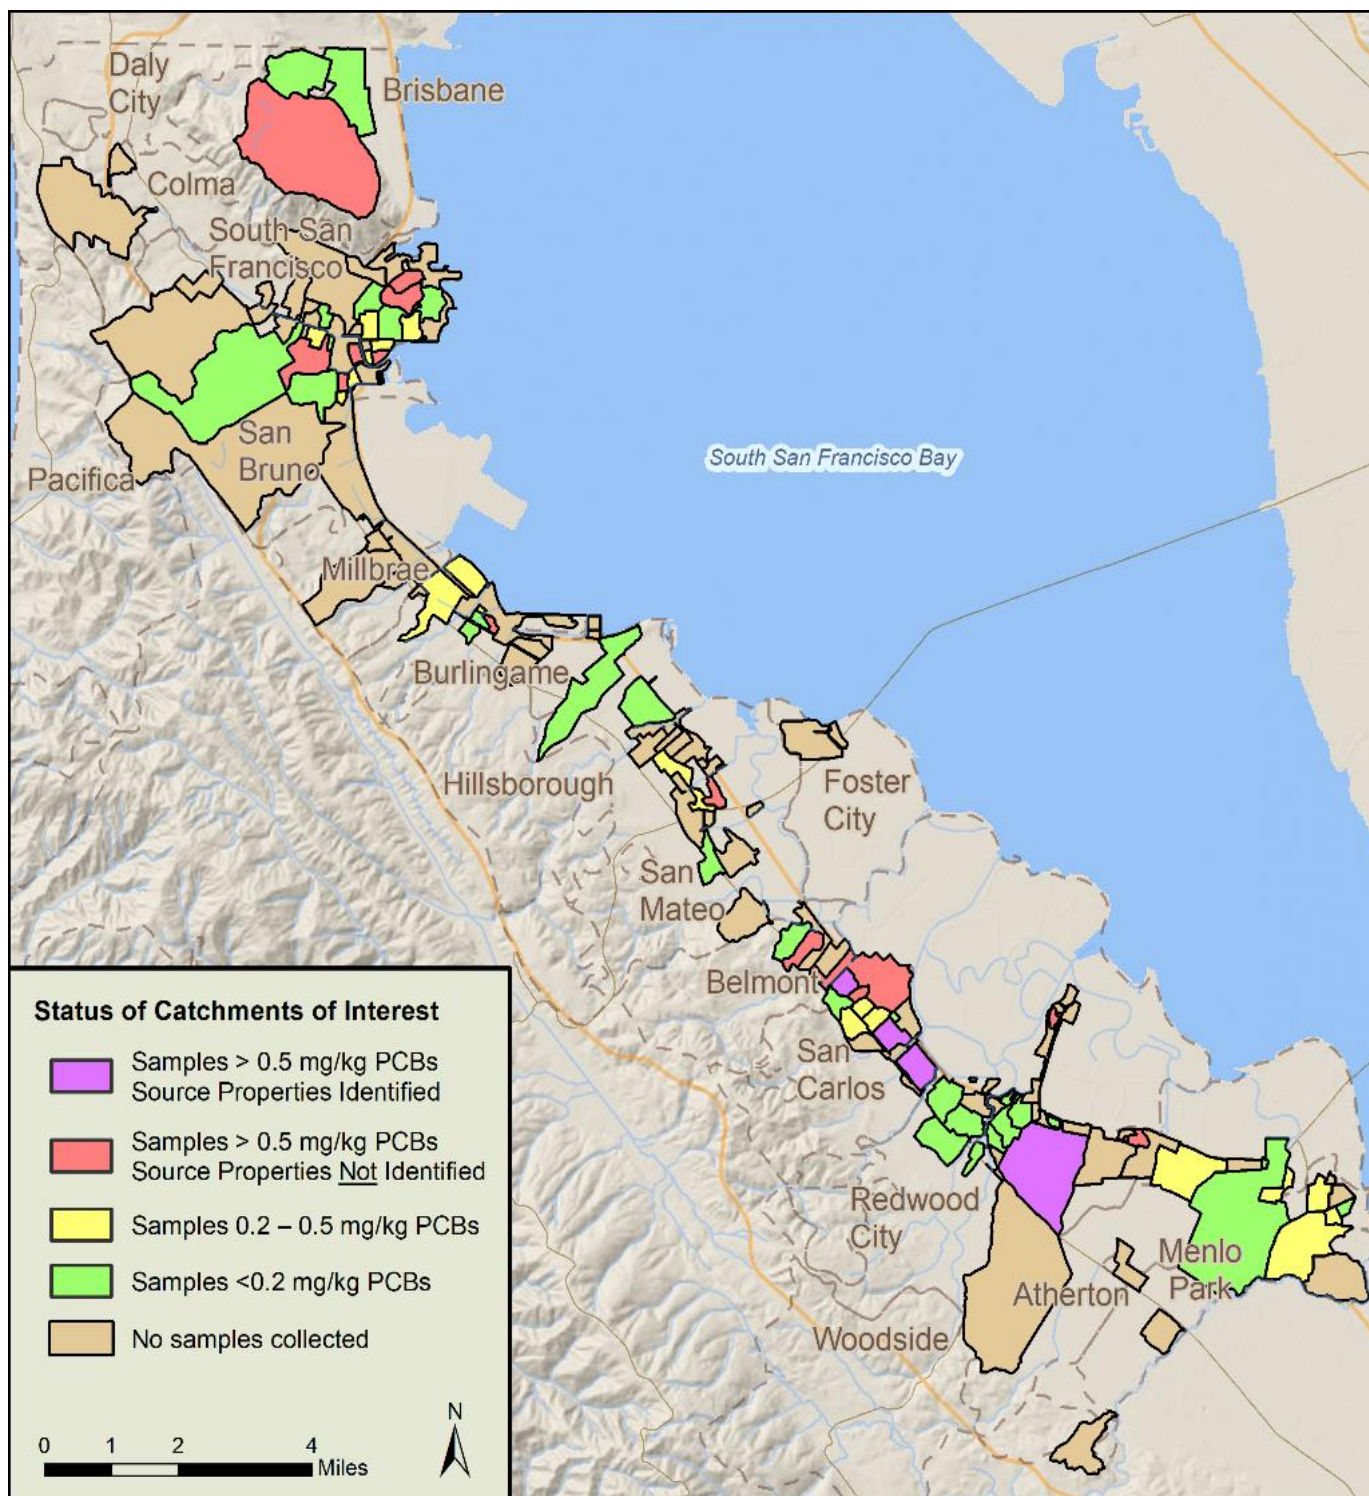 Daly
City
Brisbane
Colma
South San
Francisco
San
Bruno
Pacifica
South San Francisco Bay
Millbrae
Burlingame
Hillsborough
Foster
City
San
Mateo
Belmont
San
Carlos
Redwood
City
Menlo
Park
Atherton
Woodside
Status of Catchments of Interest
Samples > 0.5 mg/kg PCBs
Source Properties Identified
Samples > 0.5 mg/kg PCBs
Source Properties Not Identified
Samples 0.2 – 0.5 mg/kg PCBs
Samples <0.2 mg/kg PCBs
No samples collected
N
0 1 2 4
Miles